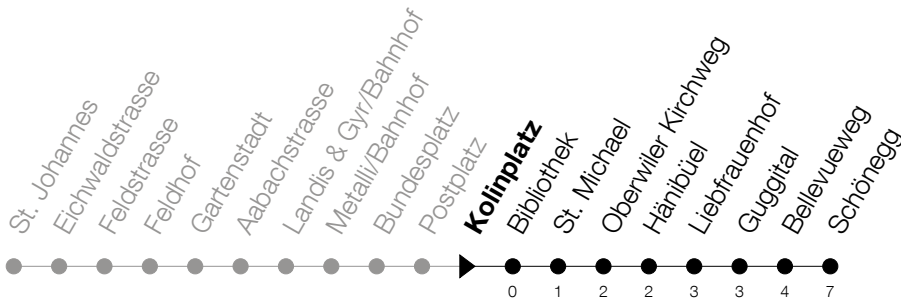 St. Johannes
Eichwaldstrasse
Feldstrasse
Feldhof
Gartenstadt
Aabachstrasse
Landis & Gyr/Bahnhof
Metalli/Bahnhof
Bundesplatz
Postplatz
Kolinplatz
Bibliothek
St. Michael
Oberwiler Kirchweg
Hänibüel
Liebfrauenhof
Guggital
Bellevueweg
Schönegg
0 1 2 2 3 3 4 7